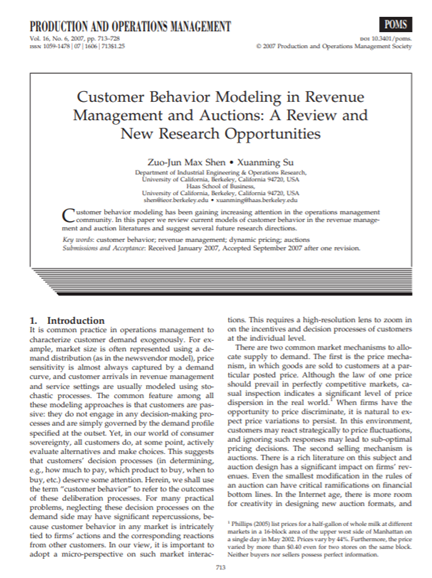 PRODUCTION AND OPERATIONS MANAGEMENT
POMS
Vol. 16, No. 6, 2007, pp. 713–728
issn 1059-1478|07|1606|713$1.25
doi 10.3401/poms.
© 2007 Production and Operations Management Society
Customer Behavior Modeling in Revenue
Management and Auctions: A Review and
New Research Opportunities
Zuo-Jun Max Shen • Xuanming Su
Department of Industrial Engineering & Operations Research,
University of California, Berkeley, California 94720, USA
Haas School of Business,
University of California, Berkeley, California 94720, USA
shen@ieor.berkeley.edu • xuanming@haas.berkeley.edu
Customer behavior modeling has been gaining increasing attention in the operations management
community. In this paper we review current models of customer behavior in the revenue manage-
ment and auction literatures and suggest several future research directions.
Key words: customer behavior; revenue management; dynamic pricing; auctions
Submissions and Acceptance: Received January 2007, Accepted September 2007 after one revision.
1. Introduction
It is common practice in operations management to
characterize customer demand exogenously. For ex-
ample, market size is often represented using a de-
mand distribution (as in the newsvendor model), price
sensitivity is almost always captured by a demand
curve, and customer arrivals in revenue management
and service settings are usually modeled using sto-
chastic processes. The common feature among all
these modeling approaches is that customers are pas-
sive: they do not engage in any decision-making pro-
cesses and are simply governed by the demand profile
specified at the outset. Yet, in our world of consumer
sovereignty, all customers do, at some point, actively
evaluate alternatives and make choices. This suggests
that customers' decision processes (in determining,
e.g., how much to pay, which product to buy, when to
buy, etc.) deserve some attention. Herein, we shall use
the term "customer behavior" to refer to the outcomes
of these deliberation processes. For many practical
problems, neglecting these decision processes on the
demand side may have significant repercussions, be-
cause customer behavior in any market is intricately
tied to firms' actions and the corresponding reactions
from other customers. In our view, it is important to
adopt a micro-perspective on such market interac-
tions. This requires a high-resolution lens to zoom in
on the incentives and decision processes of customers
at the individual level.
There are two common market mechanisms to allo-
cate supply to demand. The first is the price mecha-
nism, in which goods are sold to customers at a par-
ticular posted price. Although the law of one price
should prevail in perfectly competitive markets, ca-
sual inspection indicates a significant level of price
dispersion in the real world.1 When firms have the
opportunity to price discriminate, it is natural to ex-
pect price variations to persist. In this environment,
customers may react strategically to price fluctuations,
and ignoring such responses may lead to sub-optimal
pricing decisions. The second selling mechanism is
auctions. There is a rich literature on this subject and
auction design has a significant impact on firms' rev-
enues. Even the smallest modification in the rules of
an auction can have critical ramifications on financial
bottom lines. In the Internet age, there is more room
for creativity in designing new auction formats, and
1 Phillips (2005) list prices for a half-gallon of whole milk at different
markets in a 16-block area of the upper west side of Manhattan on
a single day in May 2002. Prices vary by 44%. Furthermore, the price
varied by more than $0.40 even for two stores on the same block.
Neither buyers nor sellers possess perfect information.
713